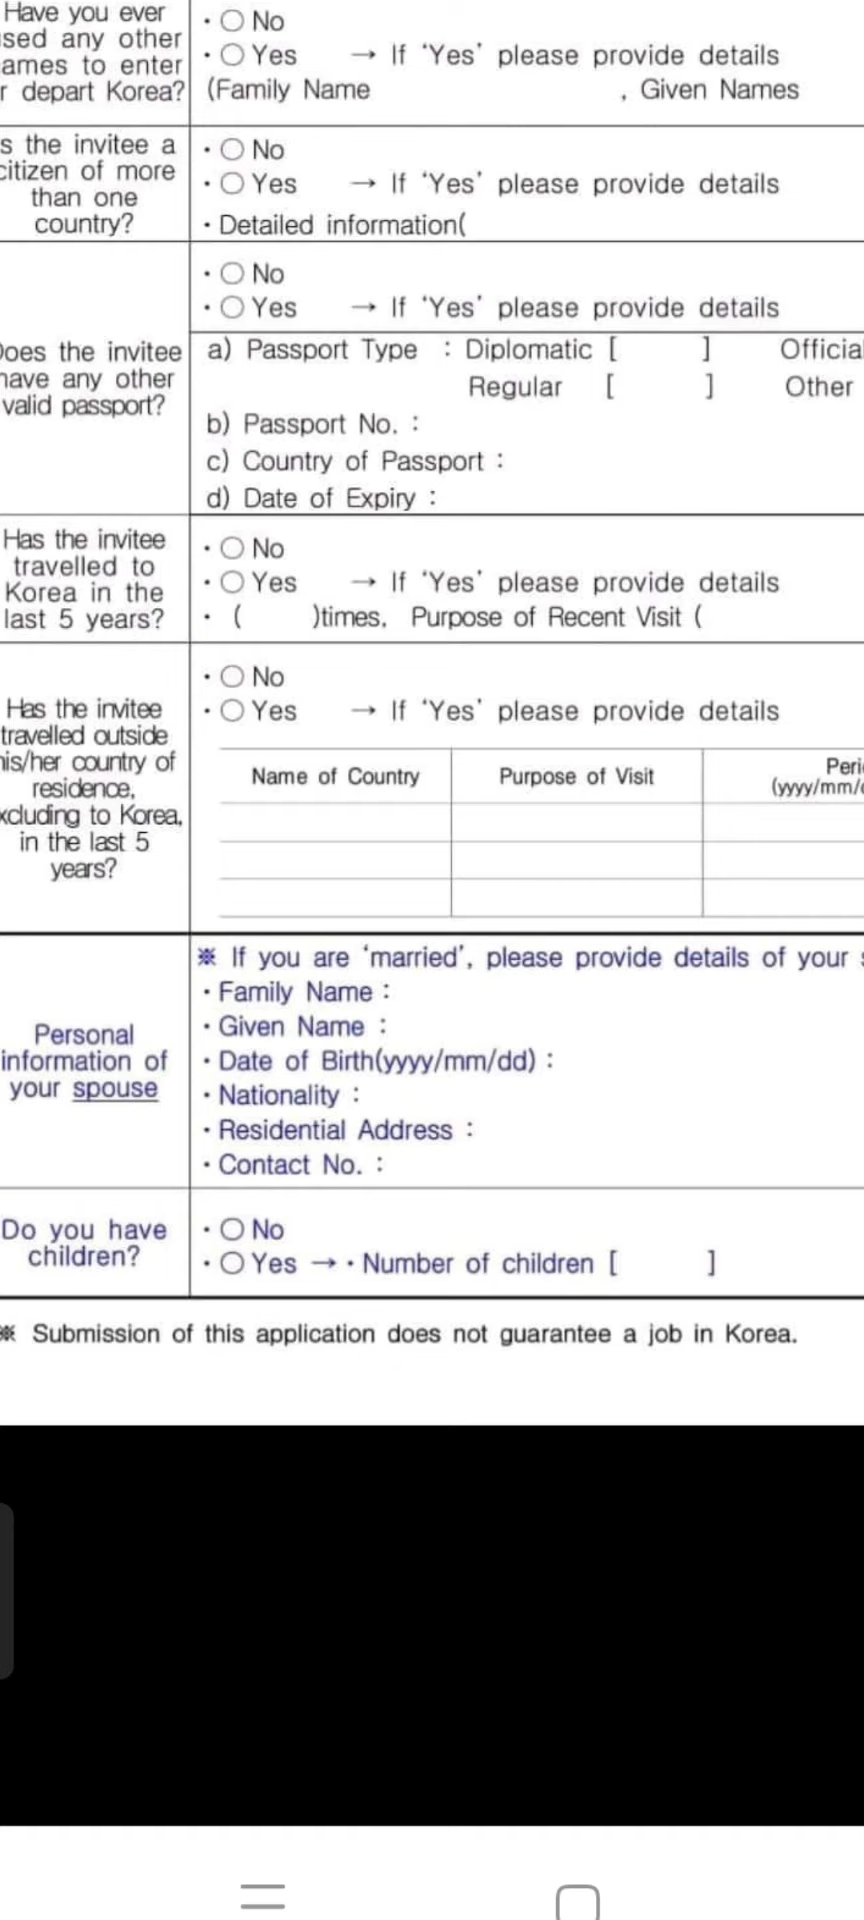 Have you ever
sed any other
ames to enter
r depart Korea?
· ○ No
· ○ Yes → If ‘Yes’ please provide details
(Family Name , Given Names
s the invitee a
citizen of more
than one
country?
· ○ No
· ○ Yes → If ‘Yes’ please provide details
· Detailed information(
Does the invitee
have any other
valid passport?
· ○ No
· ○ Yes → If ‘Yes’ please provide details
a) Passport Type : Diplomatic [ ] Official
Regular [ ] Other
b) Passport No. :
c) Country of Passport :
d) Date of Expiry :
Has the invitee
travelled to
Korea in the
last 5 years?
· ○ No
· ○ Yes → If ‘Yes’ please provide details
· ( )times, Purpose of Recent Visit (
Has the invitee
travelled outside
his/her country of
residence,
xcluding to Korea,
in the last 5
years?
· ○ No
· ○ Yes → If ‘Yes’ please provide details
Name of Country Purpose of Visit Peri
(yyyy/mm/
Personal
information of
your spouse
※ If you are ‘married’, please provide details of your s
· Family Name :
· Given Name :
· Date of Birth(yyyy/mm/dd) :
· Nationality :
· Residential Address :
· Contact No. :
Do you have
children?
· ○ No
· ○ Yes → · Number of children [ ]
※ Submission of this application does not guarantee a job in Korea.